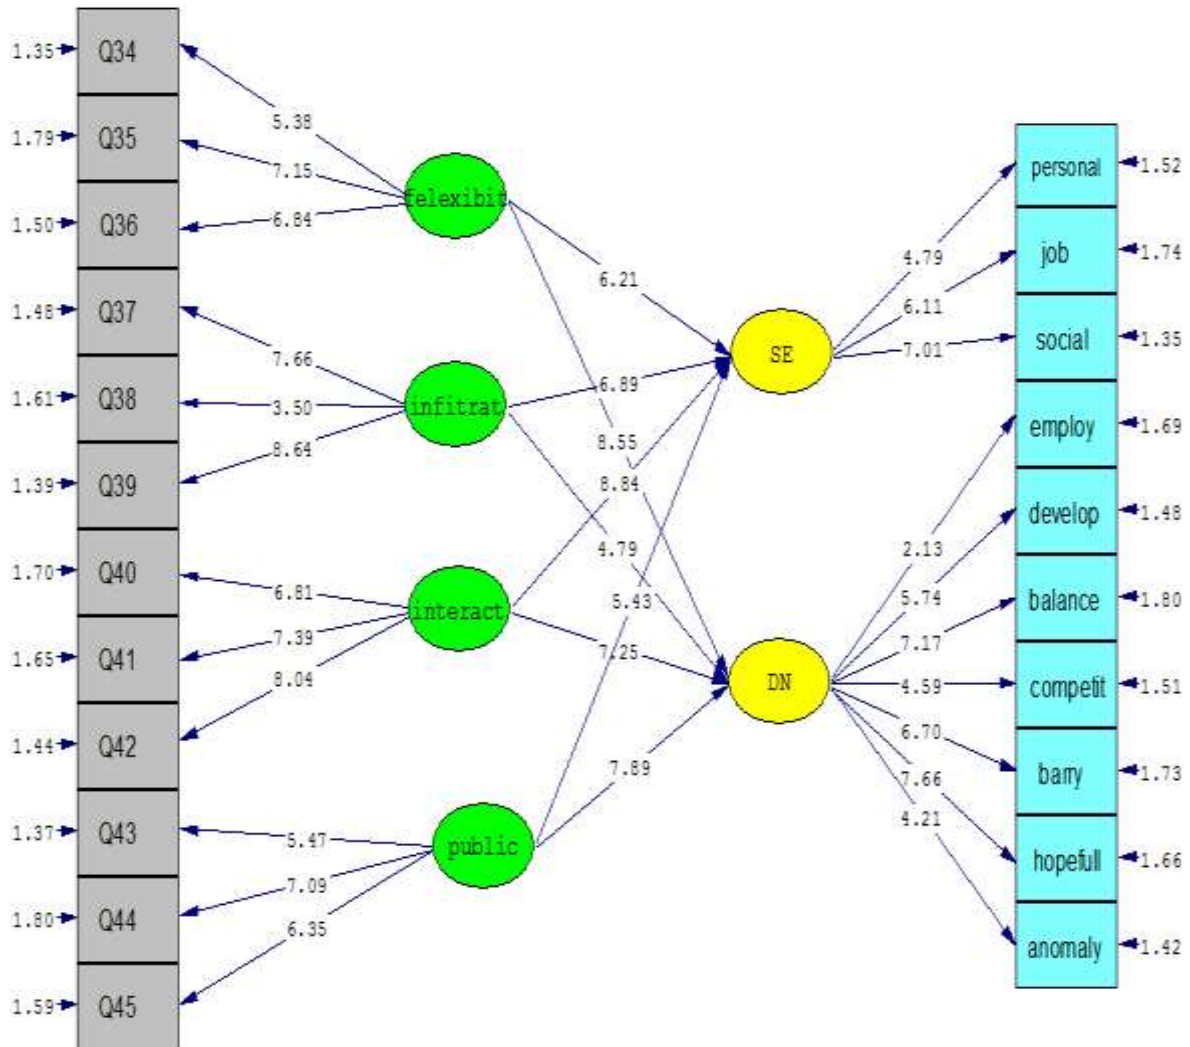 1.35 Q34
1.79 Q35
1.50 Q36
1.48 Q37
1.61 Q38
1.39 Q39
1.70 Q40
1.65 Q41
1.44 Q42
1.37 Q43
1.80 Q44
1.59 Q45
5.38
7.15
6.84
7.66
3.50
8.64
6.81
7.39
8.04
5.47
7.09
6.35
felexibit
infitrat
interact
public
6.21
6.89
8.55
8.84
4.79
5.43
7.25
7.89
SE
DN
4.79
6.11
7.01
2.13
5.74
7.17
4.59
6.70
7.66
4.21
personal 1.52
job 1.74
social 1.35
employ 1.69
develop 1.48
balance 1.80
competit 1.51
barry 1.73
hopefull 1.66
anomaly 1.42